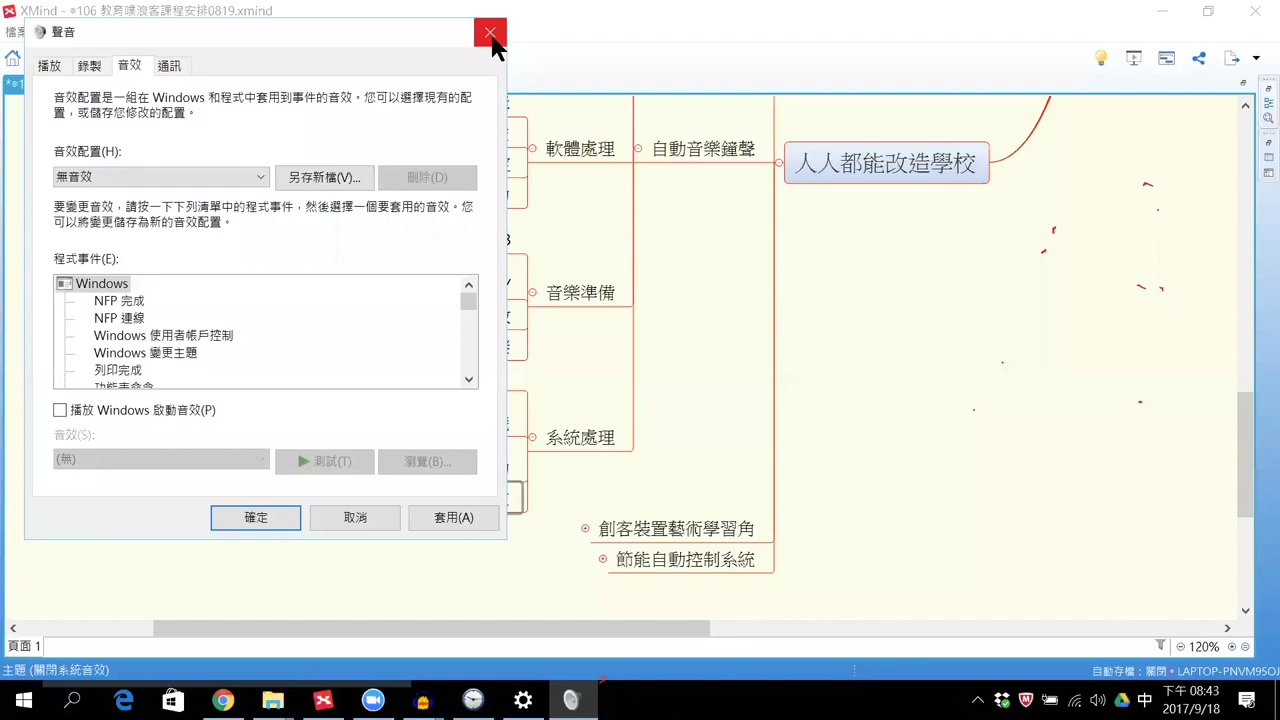 XMind - ⌾106 教育噗浪客課程安排0819.xmind
聲音
檔案
播放
錄製
音效
通訊
音效配置是一組在 Windows 和程式中套用到事件的音效。您可以選擇現有的配
置，或儲存您修改的配置。
音效配置(H):
無音效
另存新檔(V)...
刪除(D)
要變更音效，請按一下下列清單中的程式事件，然後選擇一個要套用的音效。您
可以將變更儲存為新的音效配置。
程式事件(E):
Windows
NFP 完成
NFP 連線
Windows 使用者帳戶控制
Windows 變更主題
列印完成
功能表命令
播放 Windows 啟動音效(P)
音效(S):
(無)
測試(T)
瀏覽(B)...
確定
取消
套用(A)
軟體處理
自動音樂鐘聲
人人都能改造學校
音樂準備
系統處理
創客裝置藝術學習角
節能自動控制系統
頁面 1
120%
主題 (關閉系統音效)
自動存檔：關閉
LAPTOP-PNVM95OJ
中
下午 08:43
2017/9/18